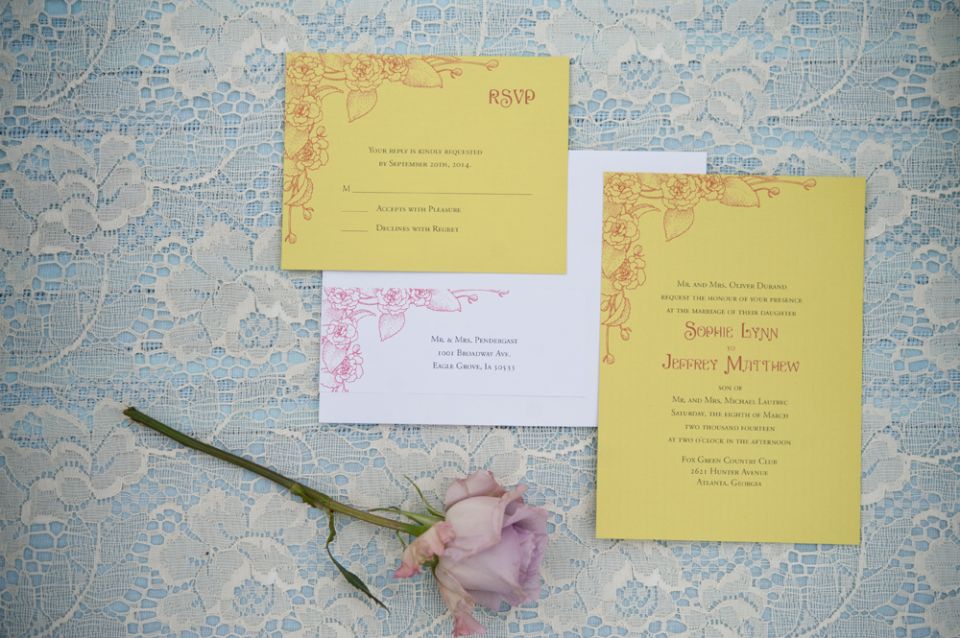 RSVP
Your reply is kindly requested
by September 20th, 2014.
M
Accepts with Pleasure
Declines with Regret
Mr. & Mrs. Pendergast
1001 Broadway Ave.
Eagle Grove, Ia 50533
Mr. and Mrs. Oliver Durand
request the honour of your presence
at the marriage of their daughter
Sophie Lynn
to
Jeffrey Matthew
son of
Mr. and Mrs. Michael Lautrec
Saturday, the eighth of March
two thousand fourteen
at two o'clock in the afternoon
Fox Green Country Club
2621 Hunter Avenue
Atlanta, Georgia